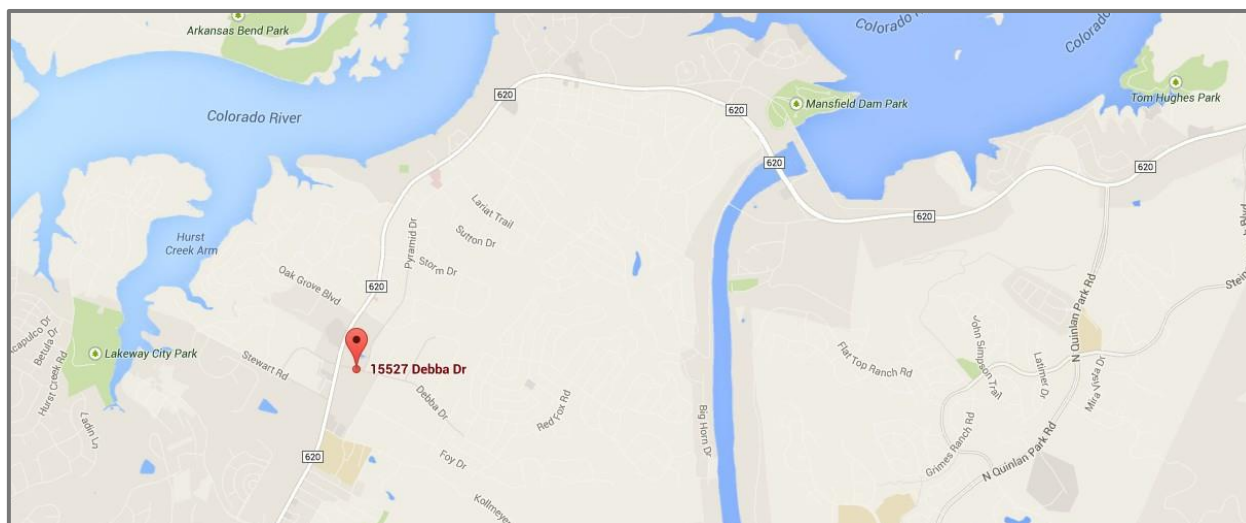 Arkansas Bend Park
Colorado River
Colorado
Tom Hughes Park
Mansfield Dam Park
620
Colorado River
620
620
620
620
Lariat Trail
Sutton Dr
Pyramid Dr
Storm Dr
Hurst
Creek Arm
Oak Grove Blvd
620
Lakeway City Park
Stewart Rd
15527 Debba Dr
Debba Dr
Red Fox Rd
Foy Dr
620
Betula Dr
Hurst Creek Rd
Ladin Ln
Big Horn Dr
Flat Top Ranch Rd
John Simpson Trail
Latimer Dr
Mira Vista Dr
N Quinlan Park Rd
Grimes Ranch Rd
N Quinlan Park Rd